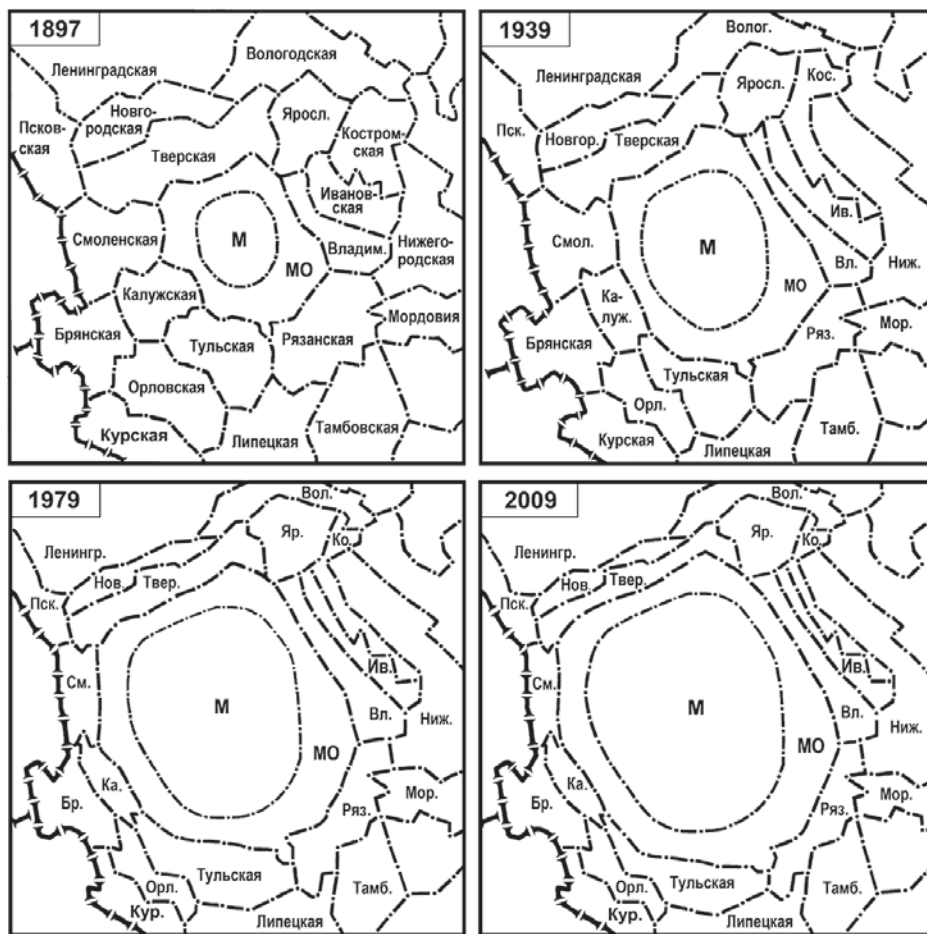 1897
Вологодская
Ленинградская
Новго-
родская
Яросл.
Псков-
ская
Костром-
ская
Тверская
Иванов-
ская
М
Смоленская
Владим.
Нижего-
родская
МО
Калужская
Мордовия
Брянская
Тульская
Рязанская
Орловская
Тамбовская
Курская
Липецкая
1939
Волог.
Ленинградская
Яросл.
Кос.
Пск.
Новгор.
Тверская
Ив.
Смол.
М
Вл.
Ниж.
МО
Ка-
луж.
Ряз.
Мор.
Брянская
Тульская
Орл.
Тамб.
Курская
Липецкая
1979
Вол.
Яр.
Ко.
Ленингр.
Нов.
Твер.
Пск.
Ив.
См.
М
Вл.
Ниж.
МО
Ка.
Мор.
Бр.
Ряз.
Тульская
Орл.
Тамб.
Кур.
Липецкая
2009
Вол.
Яр.
Ко.
Ленингр.
Нов.
Твер.
Пск.
Ив.
См.
М
Вл.
Ниж.
МО
Ка.
Мор.
Бр.
Ряз.
Тульская
Орл.
Тамб.
Кур.
Липецкая